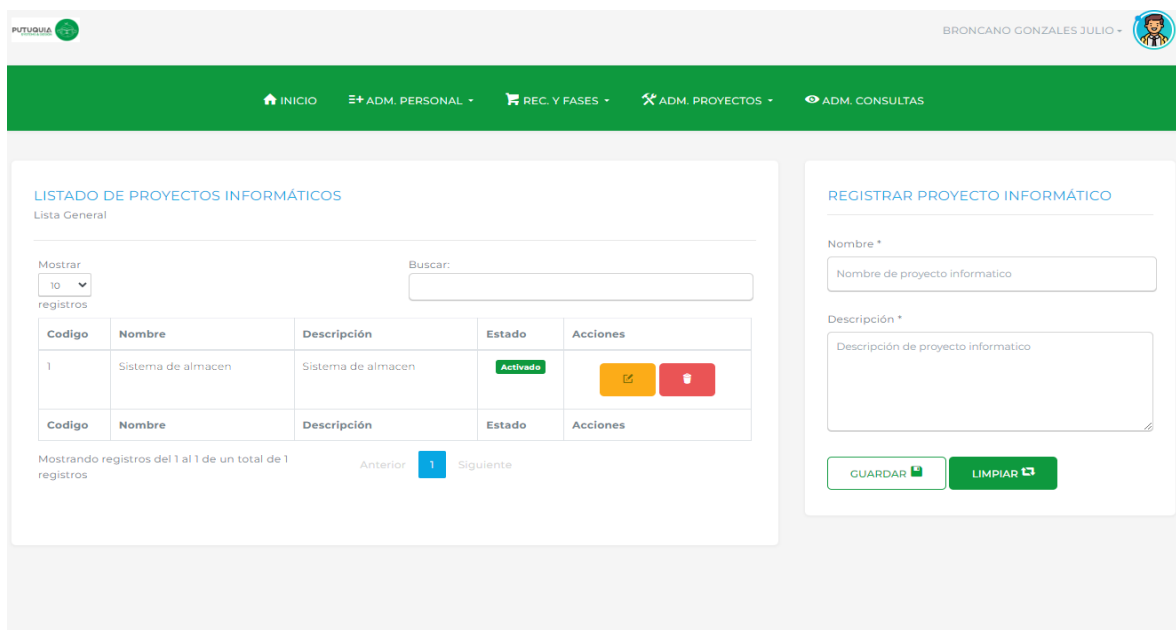 PUTUQUIA
BRONCANO GONZALES JULIO
INICIO
ADM. PERSONAL
REC. Y FASES
ADM. PROYECTOS
ADM. CONSULTAS
LISTADO DE PROYECTOS INFORMÁTICOS
Lista General
Mostrar
10
registros
Buscar:
Codigo Nombre Descripción Estado Acciones
1 Sistema de almacen Sistema de almacen Activado
Codigo Nombre Descripción Estado Acciones
Mostrando registros del 1 al 1 de un total de 1
registros
Anterior 1 Siguiente
REGISTRAR PROYECTO INFORMÁTICO
Nombre *
Nombre de proyecto informatico
Descripción *
Descripción de proyecto informatico
GUARDAR
LIMPIAR